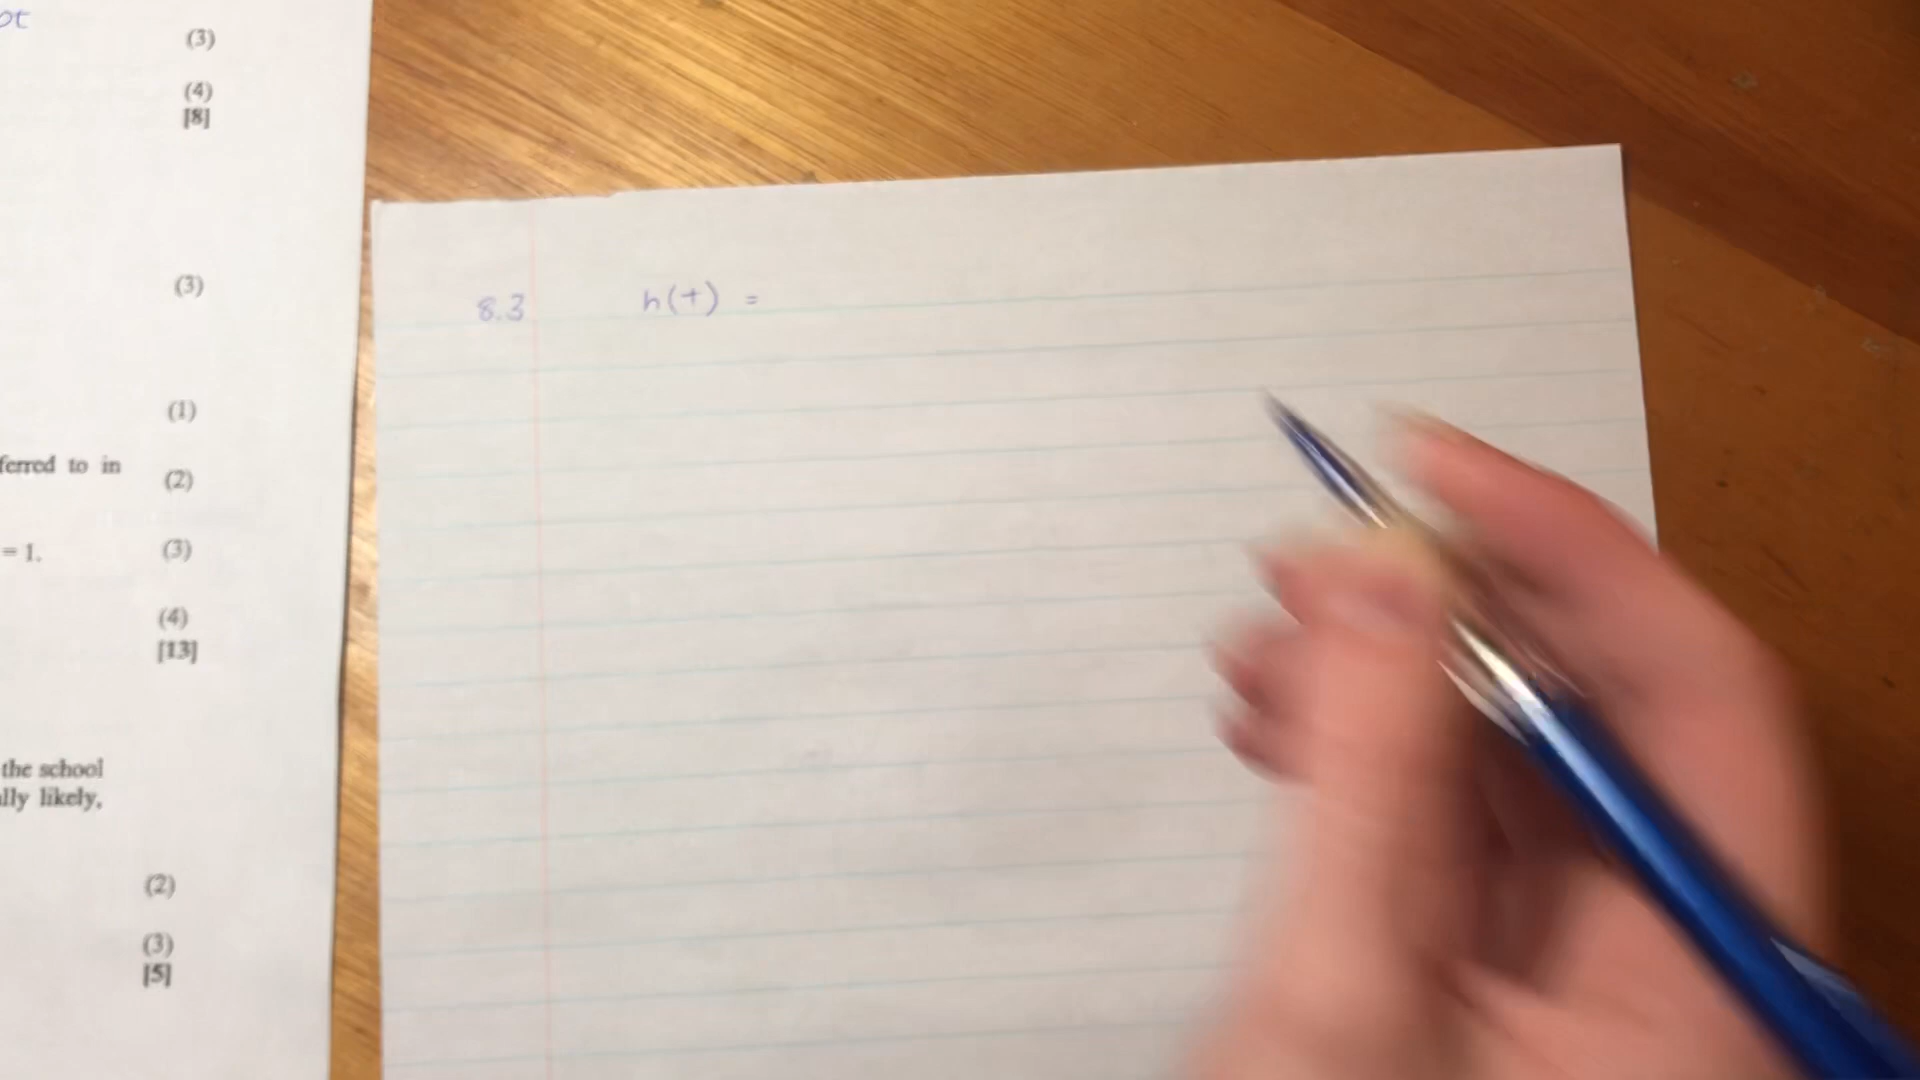 ot
(3)
(4)
[8]
(3)
(1)
ferred to in
(2)
= 1.
(3)
(4)
[13]
the school
lly likely,
(2)
(3)
[5]
8.3 h(t) =